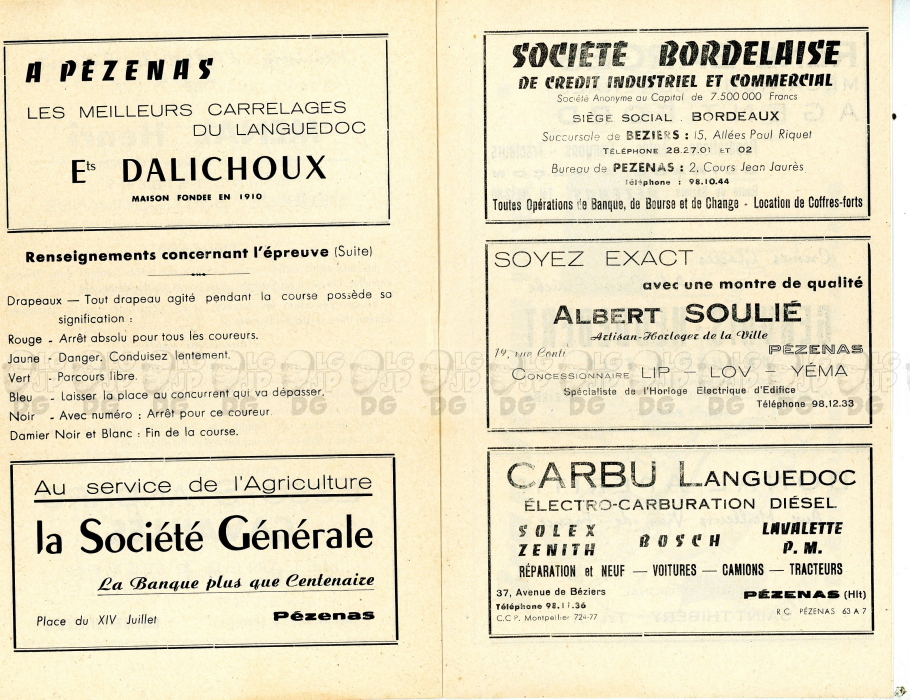 A PÉZENAS
LES MEILLEURS CARRELAGES
DU LANGUEDOC
Ets DALICHOUX
MAISON FONDÉE EN 1910
Renseignements concernant l'épreuve (Suite)
Drapeaux — Tout drapeau agité pendant la course possède sa
signification :
Rouge - Arrêt absolu pour tous les coureurs.
Jaune - Danger, Conduisez lentement.
Vert - Parcours libre.
Bleu - Laisser la place au concurrent qui va dépasser.
Noir - Avec numéro : Arrêt pour ce coureur.
Damier Noir et Blanc : Fin de la course.
Au service de l'Agriculture
la Société Générale
La Banque plus que Centenaire
Place du XIV Juillet Pézenas
SOCIÉTÉ BORDELAISE
DE CREDIT INDUSTRIEL ET COMMERCIAL
Société Anonyme au Capital de 7.500 000 Francs
SIÈGE SOCIAL . BORDEAUX
Succursale de BEZIERS : 15, Allées Paul Riquet
TÉLÉPHONE 28.27.01 ET 02
Bureau de PEZENAS : 2, Cours Jean Jaurès
Téléphone : 98.10.44
Toutes Opérations de Banque, de Bourse et de Change - Location de Coffres-forts
SOYEZ EXACT
avec une montre de qualité
ALBERT SOULIÉ
Artisan-Horloger de la Ville
19, rue Conti PÉZENAS
CONCESSIONNAIRE LIP — LOV — YÉMA
Spécialiste de l'Horloge Electrique d'Edifice
Téléphone 98.12.33
CARBU LANGUEDOC
ÉLECTRO-CARBURATION DIÉSEL
SOLEX BOSCH LAVALETTE
ZENITH P. M.
RÉPARATION et NEUF — VOITURES — CAMIONS — TRACTEURS
37, Avenue de Béziers PÉZENAS (Hlt)
Téléphone 98.11.36 R.C. PÉZENAS 63 A 7
C.C.P. Montpellier 724-77